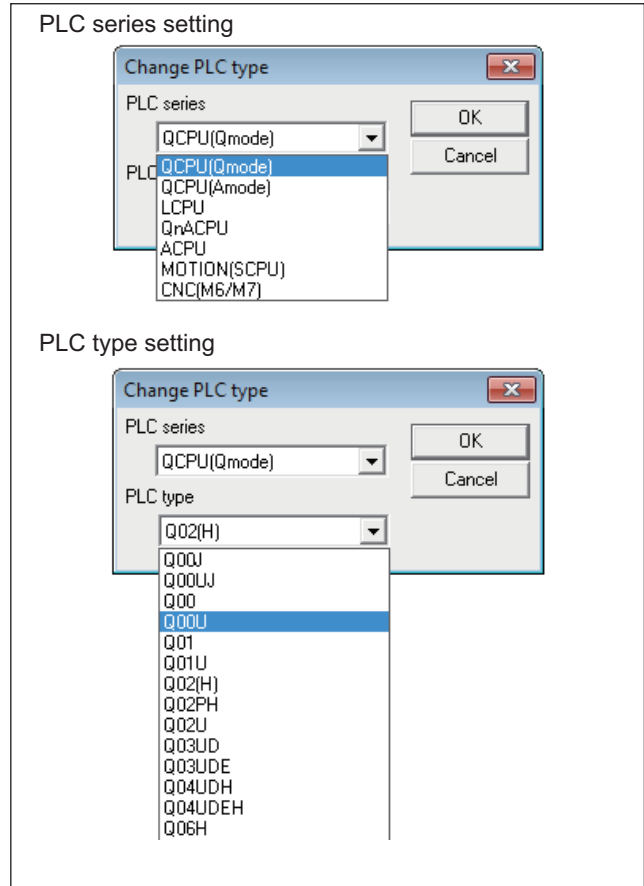 PLC series setting
Change PLC type
PLC series
OK
QCPU(Qmode)
Cancel
PLC
QCPU(Qmode)
QCPU(Amode)
LCPU
QnACPU
ACPU
MOTION(SCPU)
CNC(M6/M7)
PLC type setting
Change PLC type
PLC series
OK
QCPU(Qmode)
Cancel
PLC type
Q02(H)
Q00J
Q00UJ
Q00
Q00U
Q01
Q01U
Q02(H)
Q02PH
Q02U
Q03UD
Q03UDE
Q04UDH
Q04UDEH
Q06H